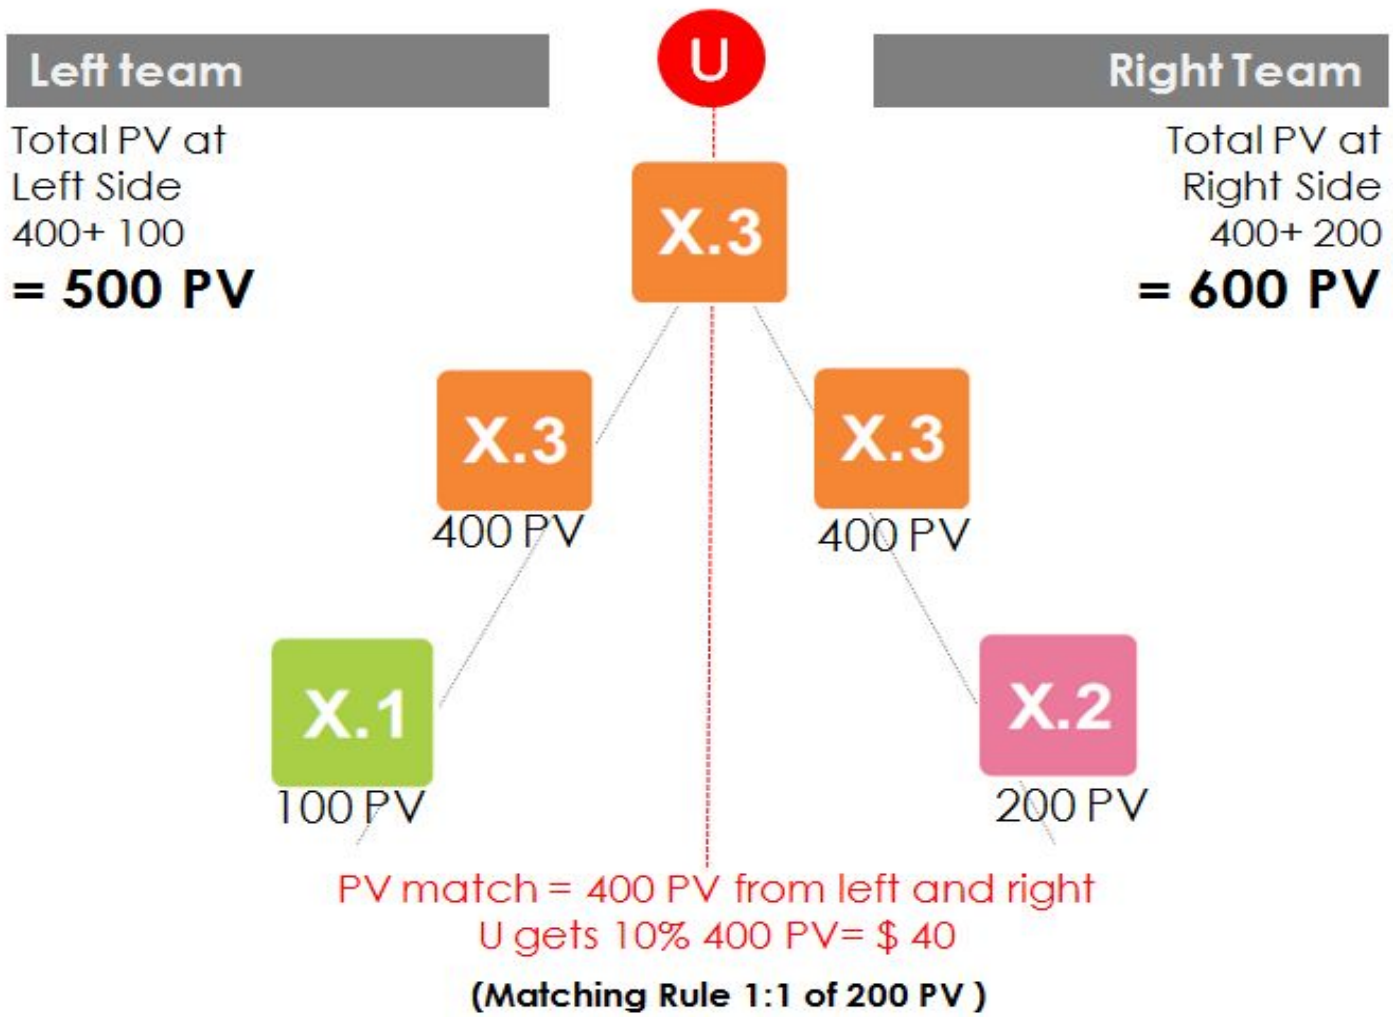 U
Left team
Right Team
Total PV at
Left Side
400+ 100
= 500 PV
Total PV at
Right Side
400+ 200
= 600 PV
X.3
X.3
400 PV
X.3
400 PV
X.1
100 PV
X.2
200 PV
PV match = 400 PV from left and right
U gets 10% 400 PV= $ 40
(Matching Rule 1:1 of 200 PV )